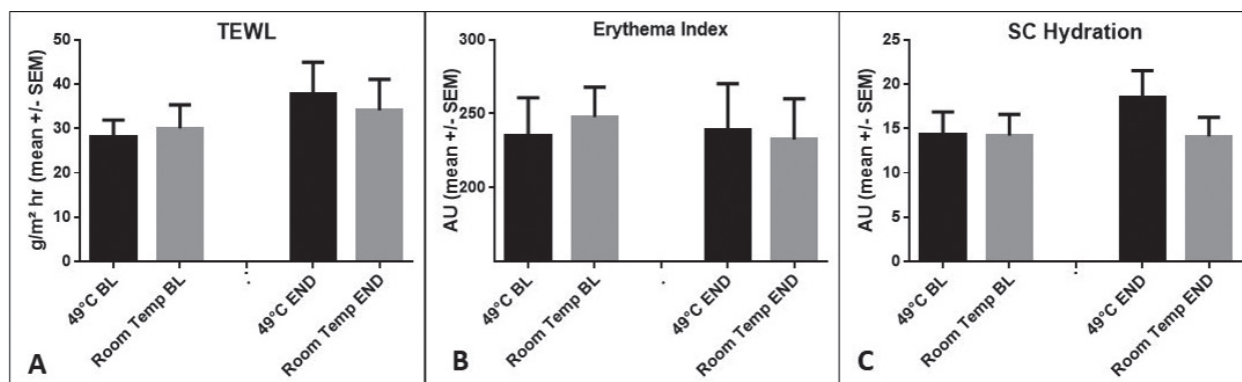 TEWL
g/m² hr (mean +/- SEM)
50
40
30
20
10
0
49°C BL
Room Temp BL
:
49°C END
Room Temp END
A
Erythema Index
AU (mean +/- SEM)
300
250
200
49°C BL
Room Temp BL
.
49°C END
Room Temp END
B
SC Hydration
AU (mean +/- SEM)
25
20
15
10
5
0
49°C BL
Room Temp BL
:
49°C END
Room Temp END
C